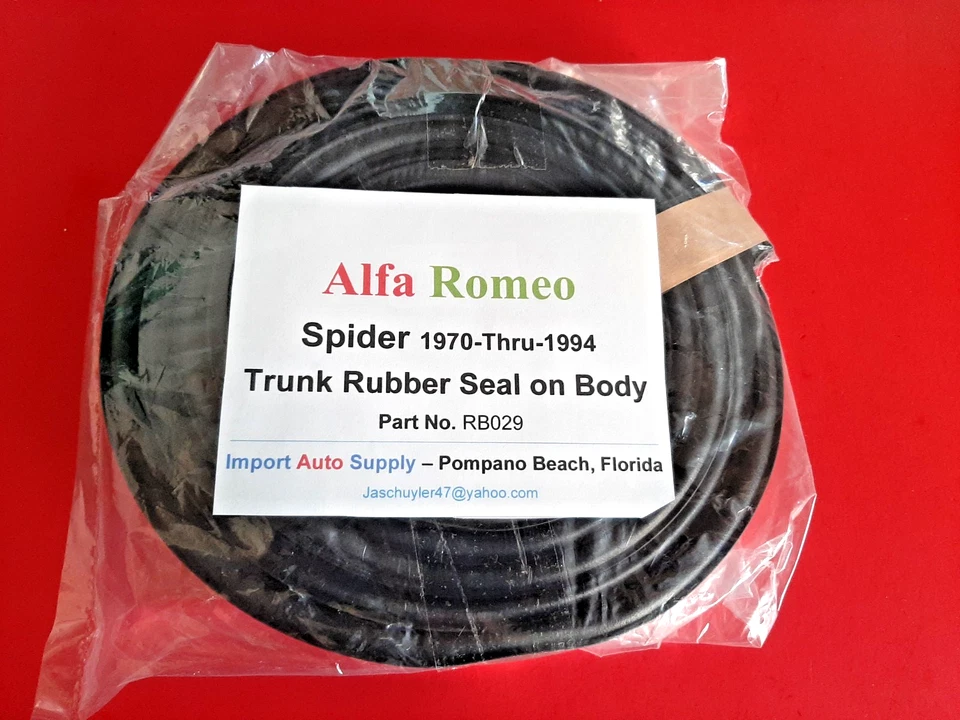 Alfa Romeo
Spider 1970-Thru-1994
Trunk Rubber Seal on Body
Part No. RB029
Import Auto Supply – Pompano Beach, Florida
Jaschuyler47@yahoo.com